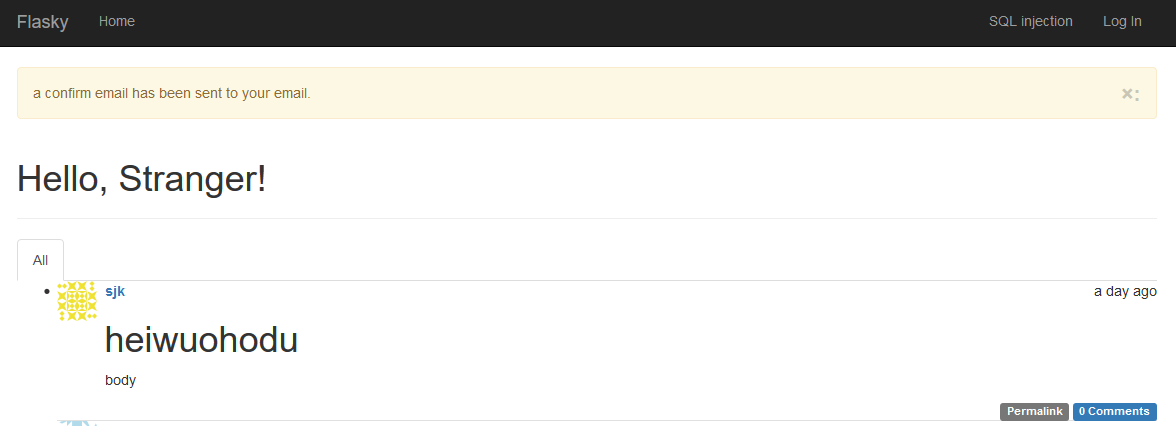 Flasky Home SQL injection Log In
a confirm email has been sent to your email. ×:
Hello, Stranger!
All
sjk a day ago
heiwuohodu
body
Permalink 0 Comments